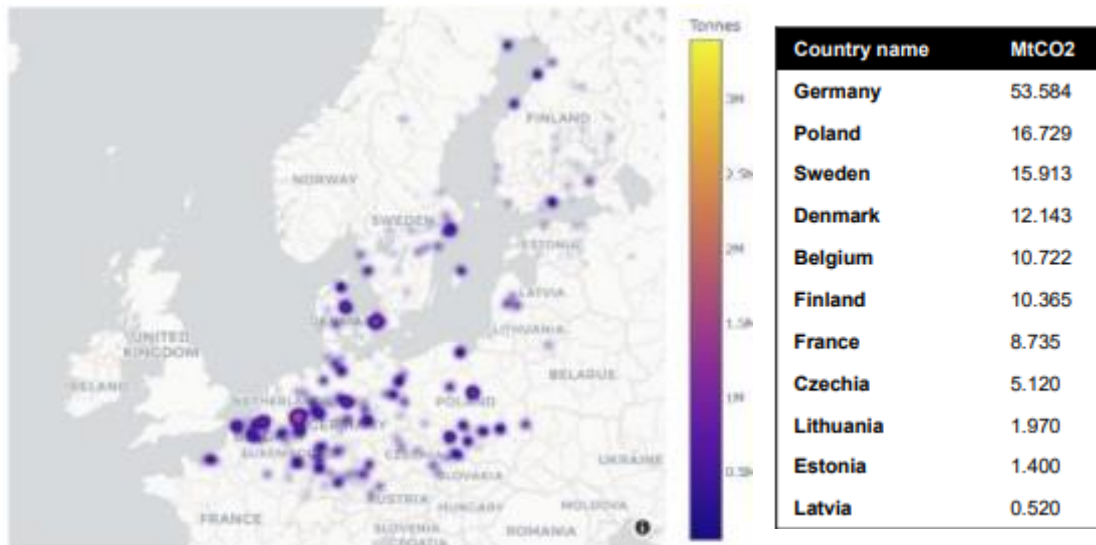 Tonnes
3M
2.5M
2M
1.5M
1M
0.5M
FINLAND
NORWAY
SWEDEN
ESTONIA
LATVIA
LITHUANIA
UNITED
KINGDOM
BELARUS
POLAND
GERMANY
UKRAINE
SLOVAKIA
AUSTRIA
HUNGARY
MOLDOVA
FRANCE
SLOVENIA
CROATIA
ROMANIA
Country name MtCO2
Germany 53.584
Poland 16.729
Sweden 15.913
Denmark 12.143
Belgium 10.722
Finland 10.365
France 8.735
Czechia 5.120
Lithuania 1.970
Estonia 1.400
Latvia 0.520